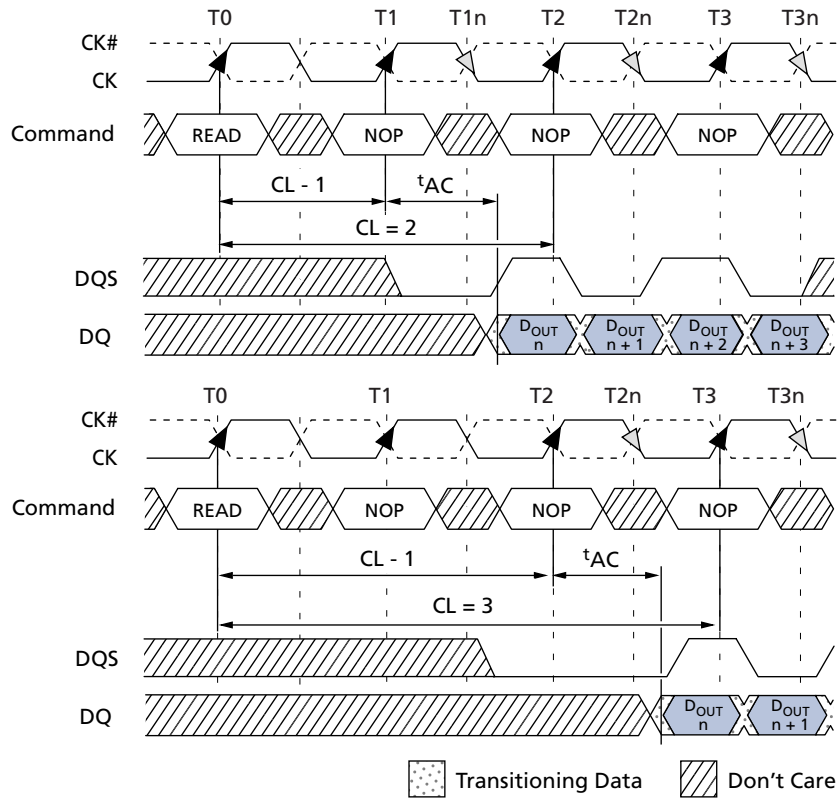 T0 T1 T1n T2 T2n T3 T3n
CK#
CK
Command READ NOP NOP NOP
CL - 1 tAC
CL = 2
DQS
DQ DOUT n DOUT n + 1 DOUT n + 2 DOUT n + 3
T0 T1 T2 T2n T3 T3n
CK#
CK
Command READ NOP NOP NOP
CL - 1 tAC
CL = 3
DQS
DQ DOUT n DOUT n + 1
Transitioning Data Don't Care